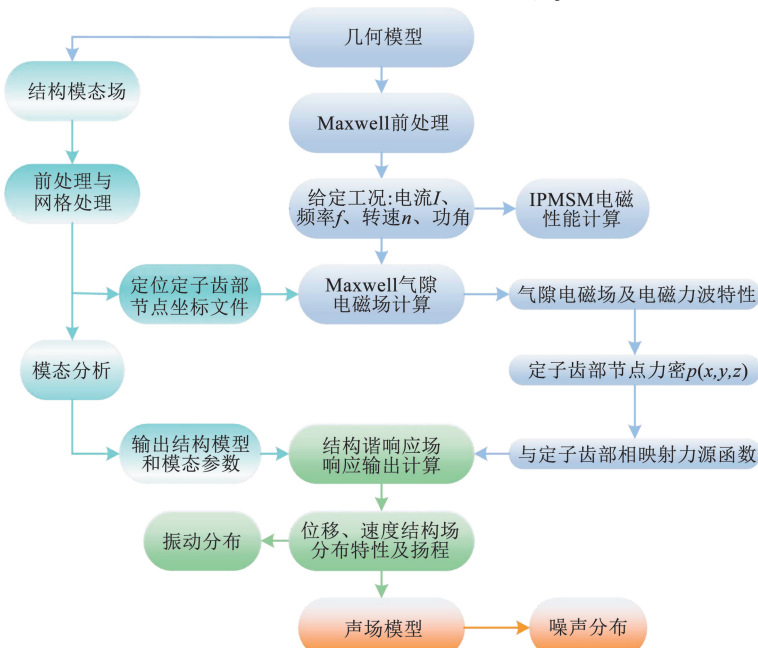 几何模型
结构模态场
Maxwell前处理
前处理与
网格处理
给定工况:电流I、
频率f、转速n、功角
IPMSM电磁
性能计算
定位定子齿部
节点坐标文件
Maxwell气隙
电磁场计算
气隙电磁场及电磁力波特性
模态分析
定子齿部节点力密p(x,y,z)
输出结构模型
和模态参数
结构谐响应场
响应输出计算
与定子齿部相映射力源函数
振动分布
位移、速度结构场
分布特性及扬程
声场模型
噪声分布